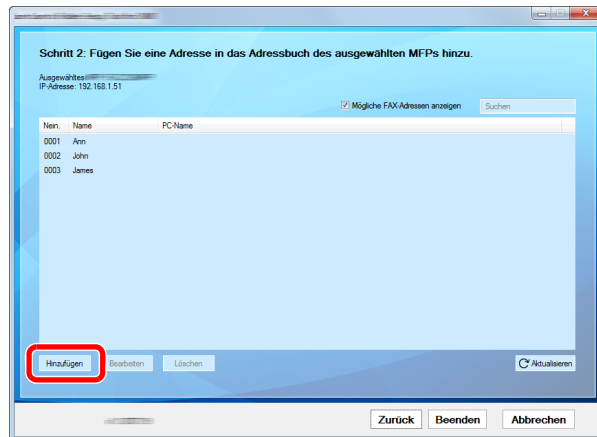 Schritt 2: Fügen Sie eine Adresse in das Adressbuch des ausgewählten MFPs hinzu.
Ausgewähltes
IP-Adresse: 192.168.1.51
Mögliche FAX-Adressen anzeigen Suchen
Nein. Name PC-Name
0001 Ann
0002 John
0003 James
Hinzufügen Bearbeiten Löschen Aktualisieren
Zurück Beenden Abbrechen